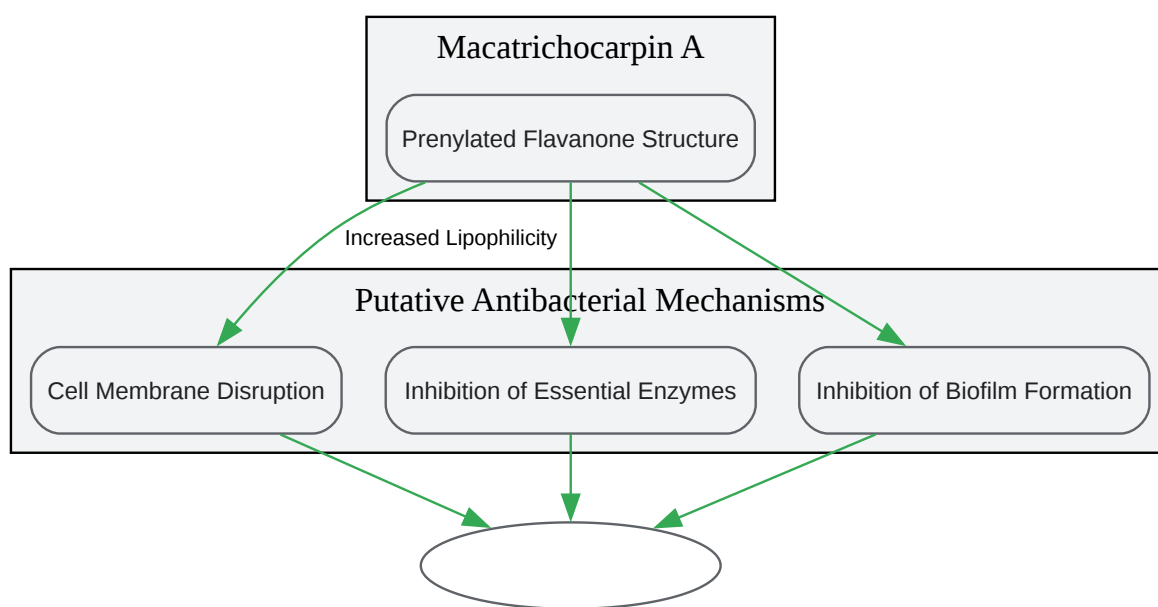 Macatrichocarpin A
Prenylated Flavanone Structure
Increased Lipophilicity
Putative Antibacterial Mechanisms
Cell Membrane Disruption
Inhibition of Essential Enzymes
Inhibition of Biofilm Formation